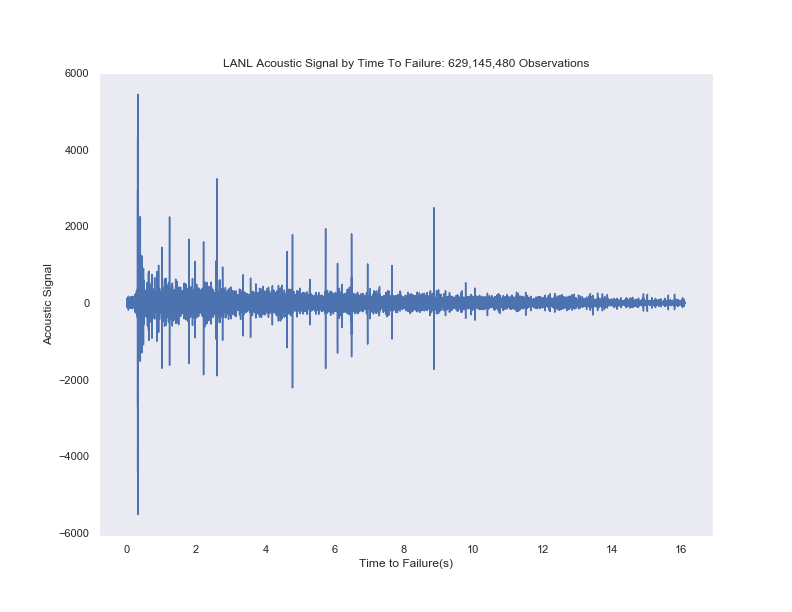 LANL Acoustic Signal by Time To Failure: 629,145,480 Observations
6000
4000
2000
0
−2000
−4000
−6000
Acoustic Signal
0 2 4 6 8 10 12 14 16
Time to Failure(s)